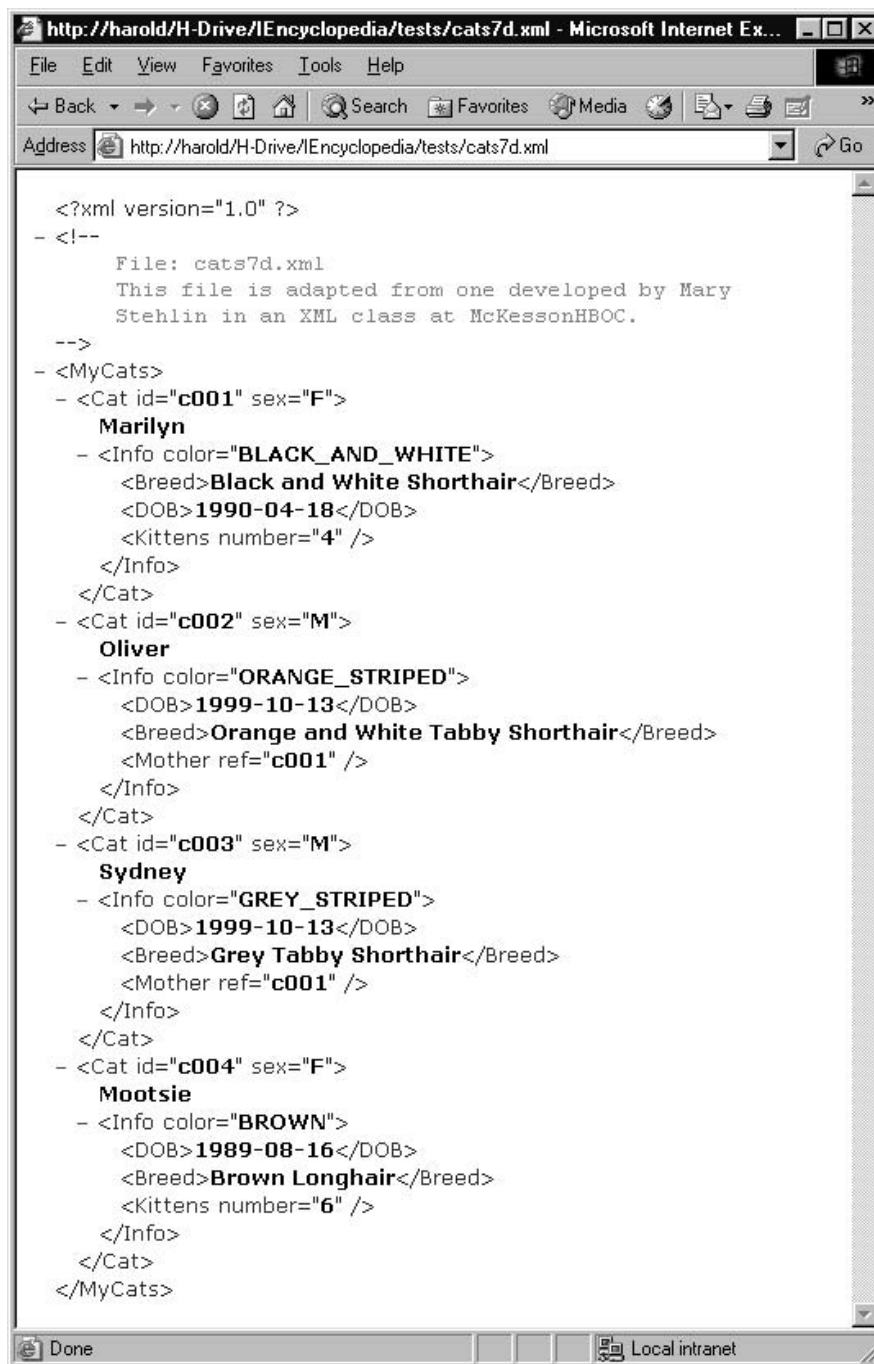 http://harold/H-Drive/IEncyclopedia/tests/cats7d.xml - Microsoft Internet Ex...
File Edit View Favorites Tools Help
Back Search Favorites Media »
Address http://harold/H-Drive/IEncyclopedia/tests/cats7d.xml Go
<?xml version="1.0" ?>
- <!--
File: cats7d.xml
This file is adapted from one developed by Mary
Stehlin in an XML class at McKessonHBOC.
-->
- <MyCats>
- <Cat id="c001" sex="F">
Marilyn
- <Info color="BLACK_AND_WHITE">
<Breed>Black and White Shorthair</Breed>
<DOB>1990-04-18</DOB>
<Kittens number="4" />
</Info>
</Cat>
- <Cat id="c002" sex="M">
Oliver
- <Info color="ORANGE_STRIPED">
<DOB>1999-10-13</DOB>
<Breed>Orange and White Tabby Shorthair</Breed>
<Mother ref="c001" />
</Info>
</Cat>
- <Cat id="c003" sex="M">
Sydney
- <Info color="GREY_STRIPED">
<DOB>1999-10-13</DOB>
<Breed>Grey Tabby Shorthair</Breed>
<Mother ref="c001" />
</Info>
</Cat>
- <Cat id="c004" sex="F">
Mootsie
- <Info color="BROWN">
<DOB>1989-08-16</DOB>
<Breed>Brown Longhair</Breed>
<Kittens number="6" />
</Info>
</Cat>
</MyCats>
Done Local intranet